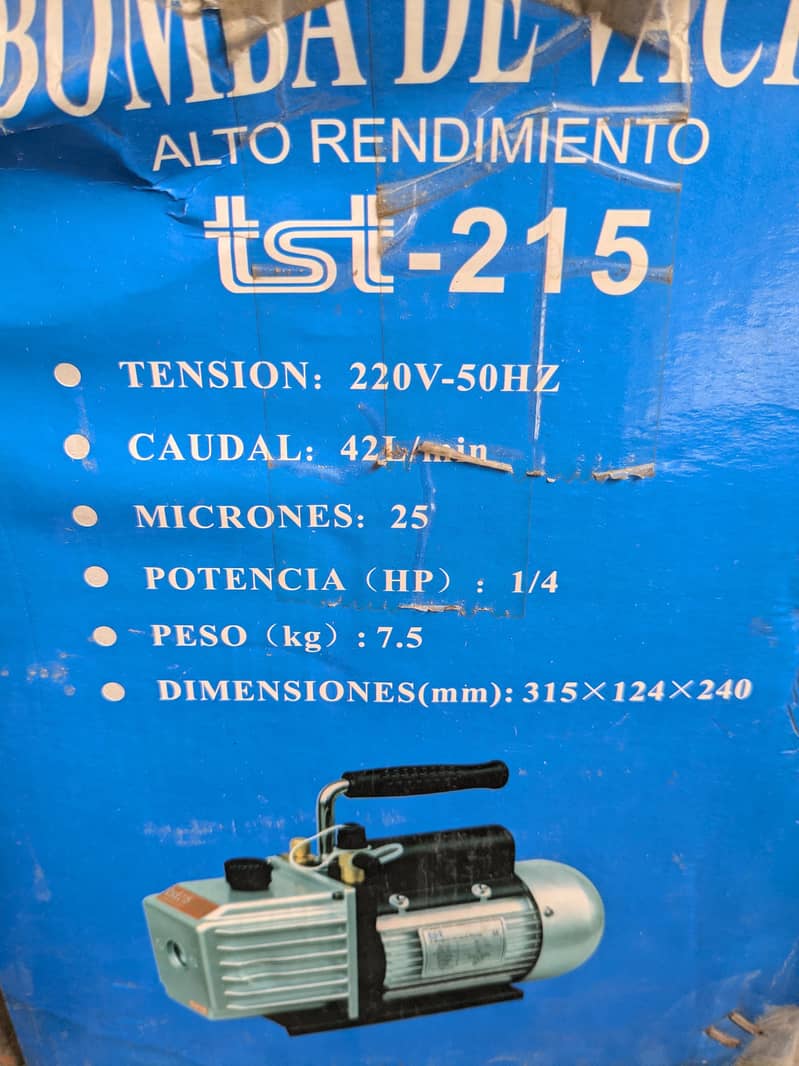 BOMBA DE VACI
ALTO RENDIMIENTO
tst-215
TENSION: 220V-50HZ
CAUDAL: 42L/min
MICRONES: 25
POTENCIA (HP) : 1/4
PESO (kg) : 7.5
DIMENSIONES(mm): 315×124×240